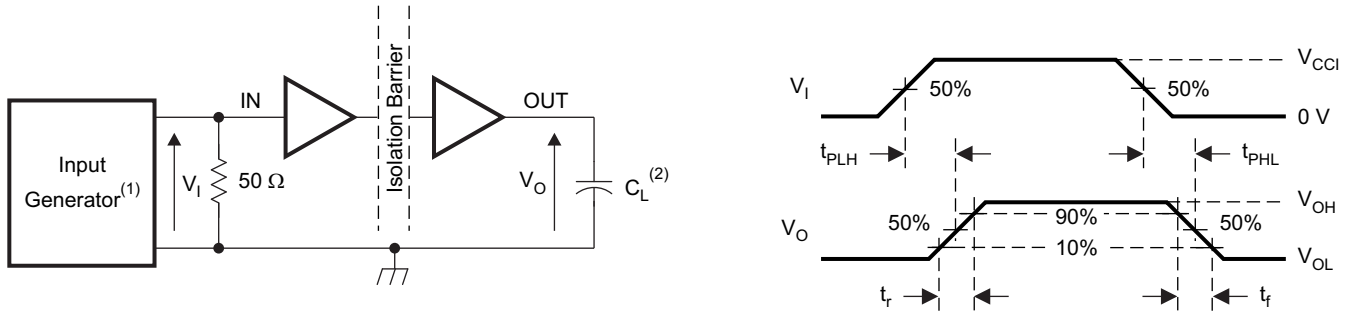 Input
Generator(1)
V_I
50 Ω
IN
Isolation Barrier
OUT
V_O
C_L(2)
V_I
50%
50%
V_CCI
0 V
t_PLH
t_PHL
V_O
50%
90%
10%
50%
V_OH
V_OL
t_r
t_f